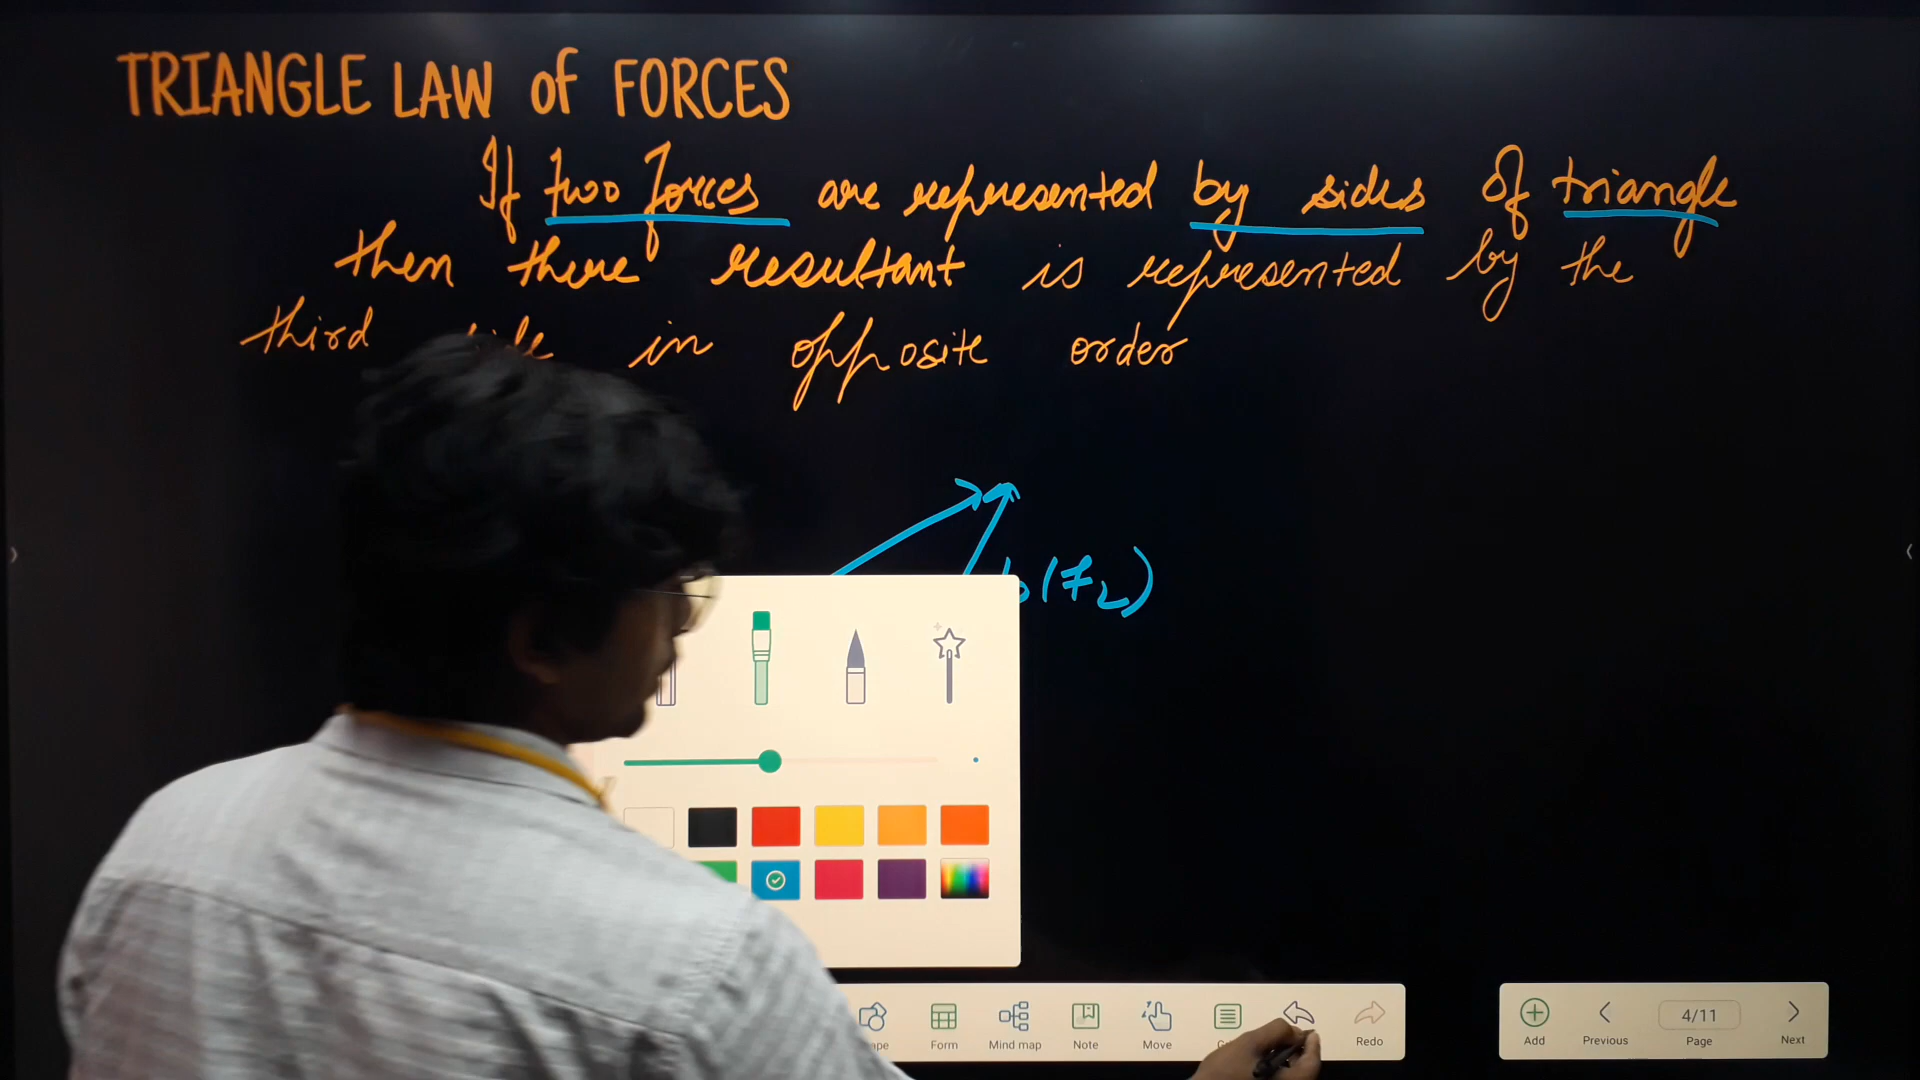 TRIANGLE LAW of FORCES
If two forces are represented by sides of triangle
then there resultant is represented by the
third in opposite order
b(F2)
Form
Mind map
Note
Move
Redo
Add
Previous
4/11
Page
Next